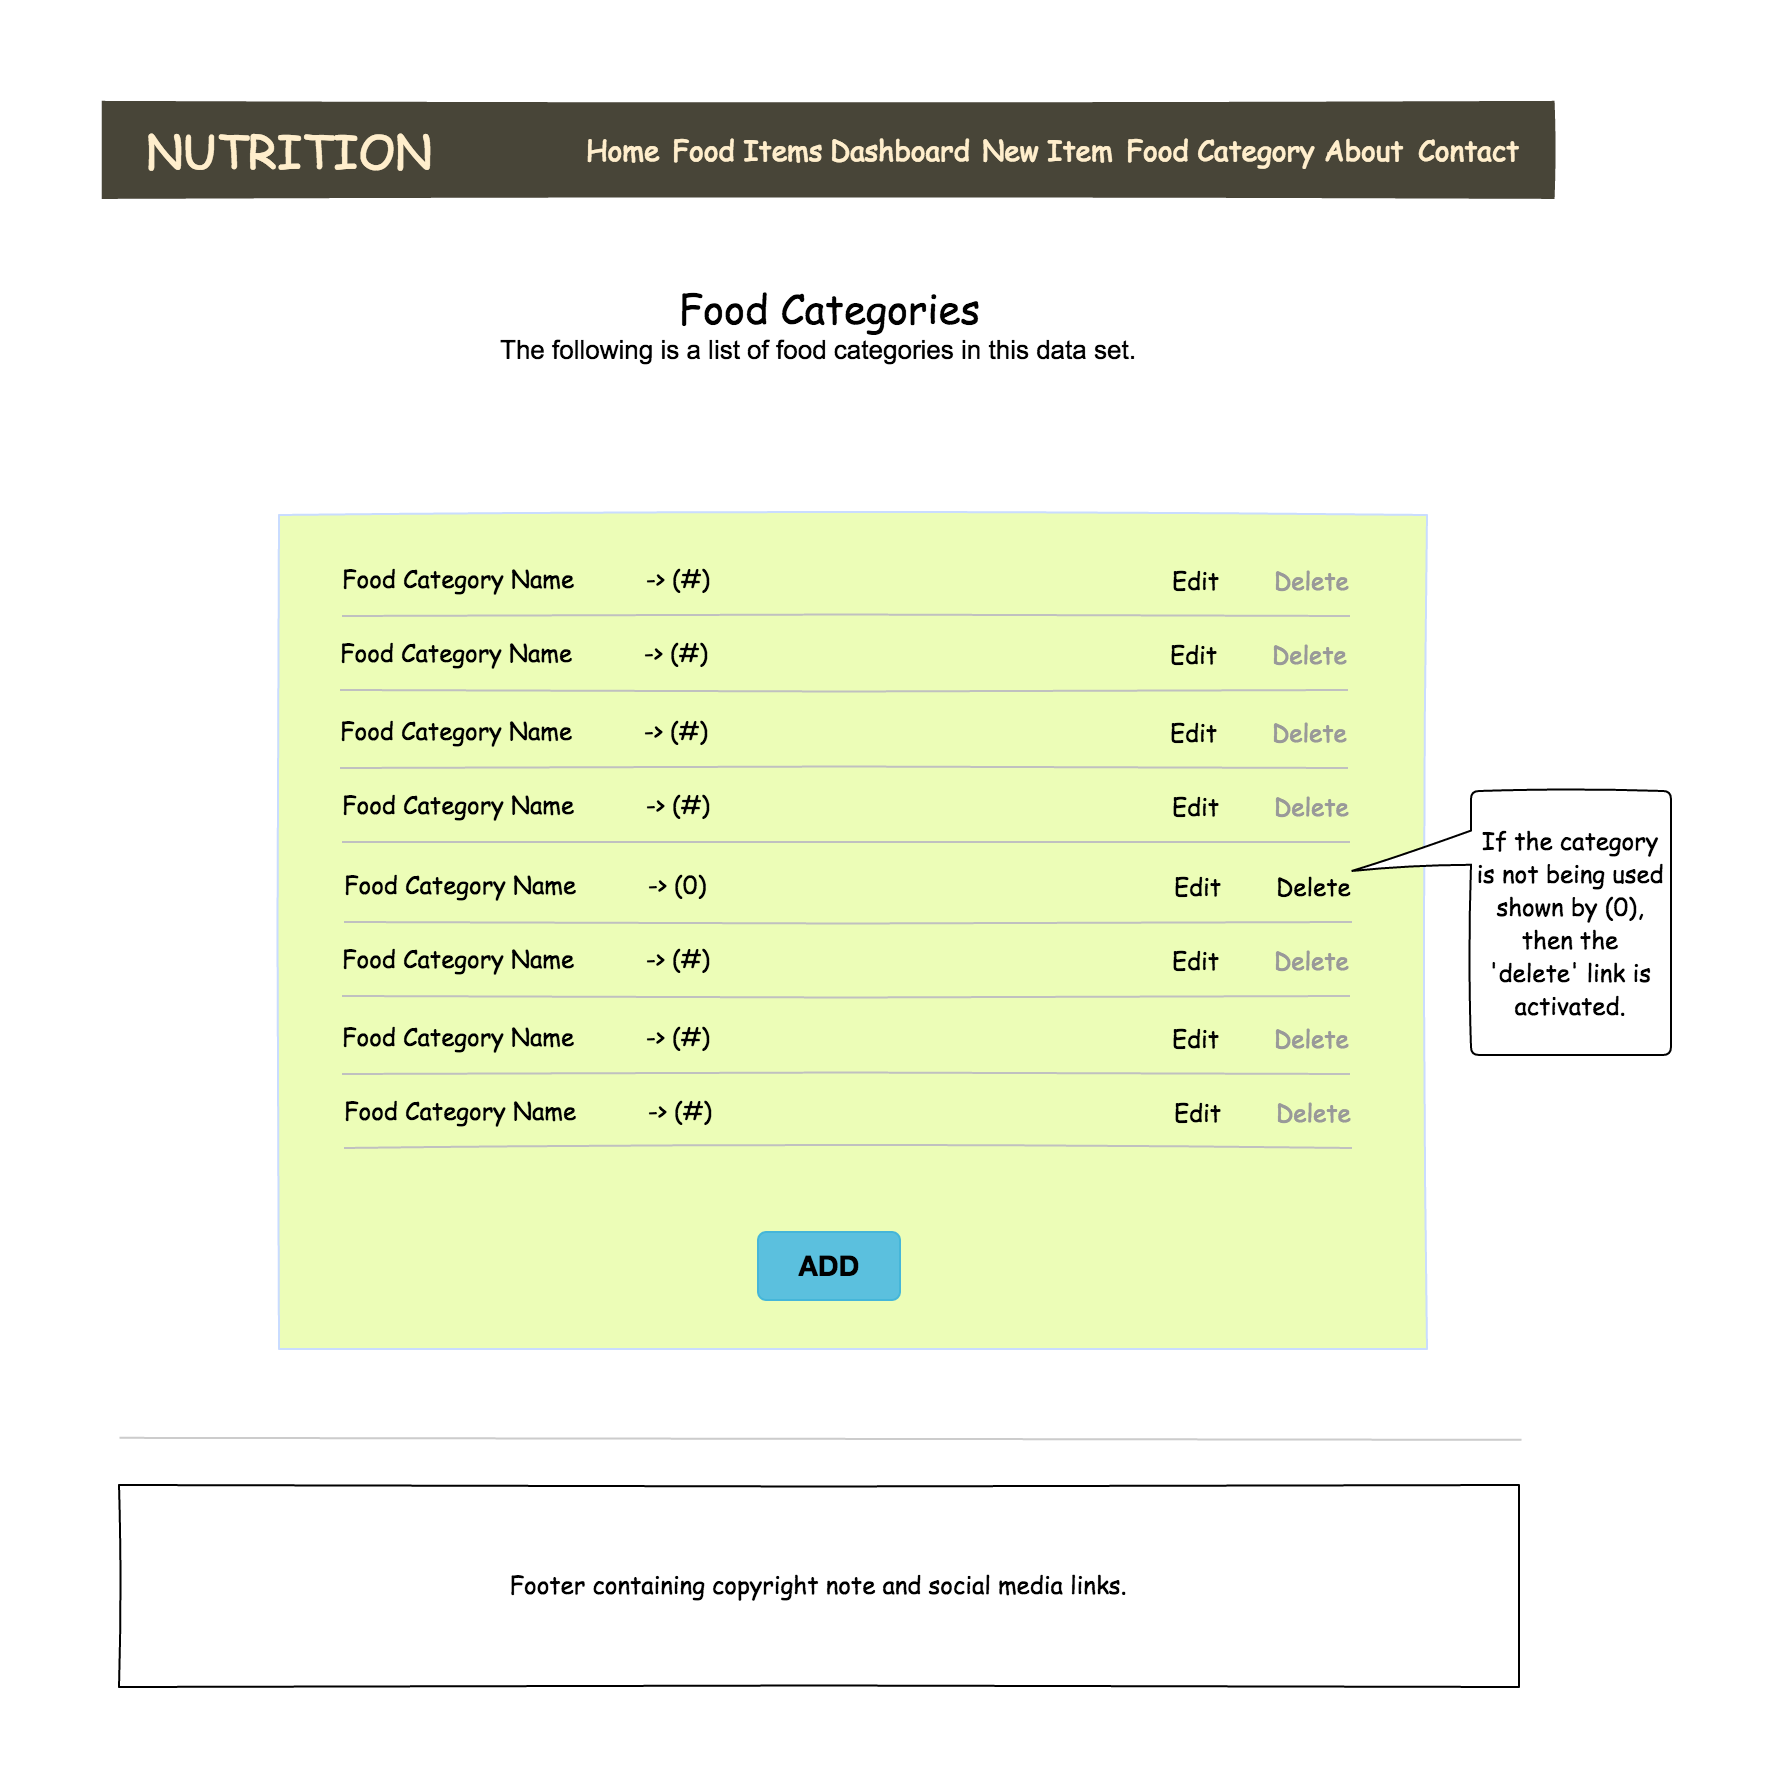 NUTRITION Home Food Items Dashboard New Item Food Category About Contact
Food Categories
The following is a list of food categories in this data set.
Food Category Name -> (#) Edit Delete
Food Category Name -> (#) Edit Delete
Food Category Name -> (#) Edit Delete
Food Category Name -> (#) Edit Delete
Food Category Name -> (0) Edit Delete
Food Category Name -> (#) Edit Delete
Food Category Name -> (#) Edit Delete
Food Category Name -> (#) Edit Delete
If the category
is not being used
shown by (0),
then the
'delete' link is
activated.
ADD
Footer containing copyright note and social media links.